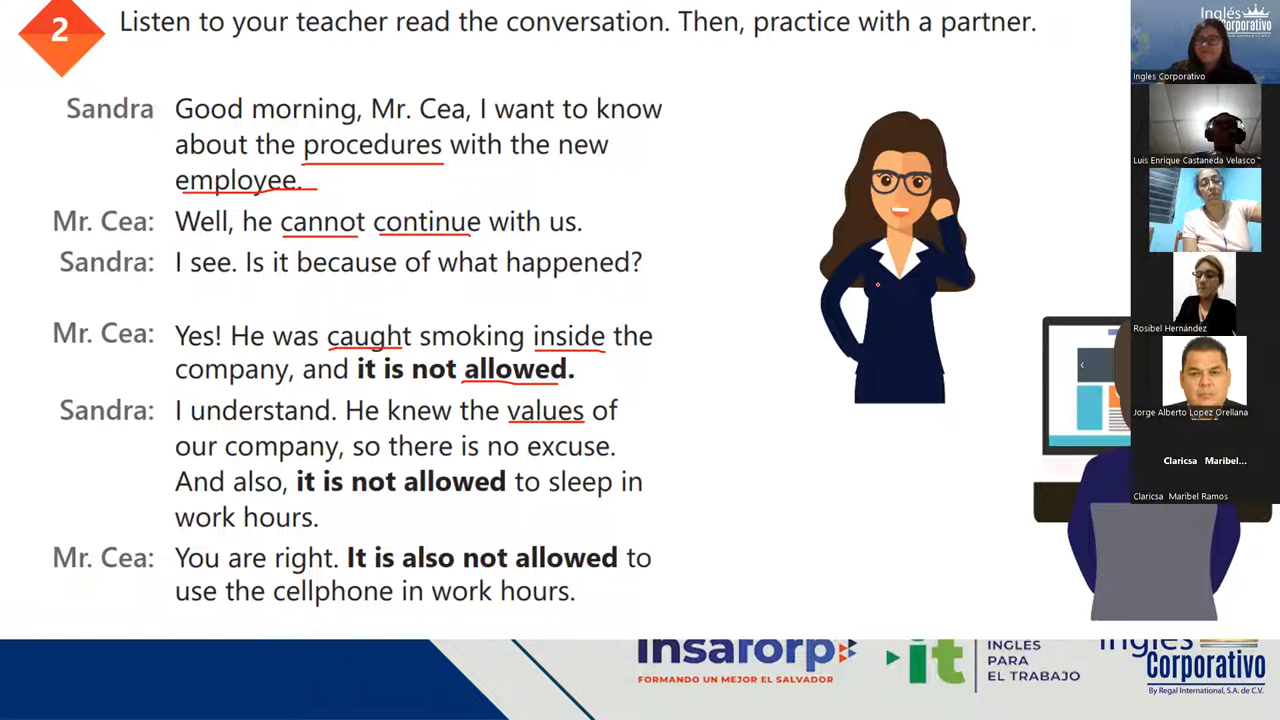 2
Listen to your teacher read the conversation. Then, practice with a partner.
Sandra Good morning, Mr. Cea, I want to know
about the procedures with the new
employee.
Mr. Cea: Well, he cannot continue with us.
Sandra: I see. Is it because of what happened?
Mr. Cea: Yes! He was caught smoking inside the
company, and it is not allowed.
Sandra: I understand. He knew the values of
our company, so there is no excuse.
And also, it is not allowed to sleep in
work hours.
Mr. Cea: You are right. It is also not allowed to
use the cellphone in work hours.
Inglés
Corporativo
Ingles Corporativo
Luis Enrique Castaneda Velasco
Rosibel Hernández
Jorge Alberto Lopez Orellana
Claricsa Maribel...
Claricsa Maribel Ramos
Insaforp
FORMANDO UN MEJOR EL SALVADOR
it
INGLÉS
PARA
EL TRABAJO
Inglés
Corporativo
By Regal International, S.A. de C.V.